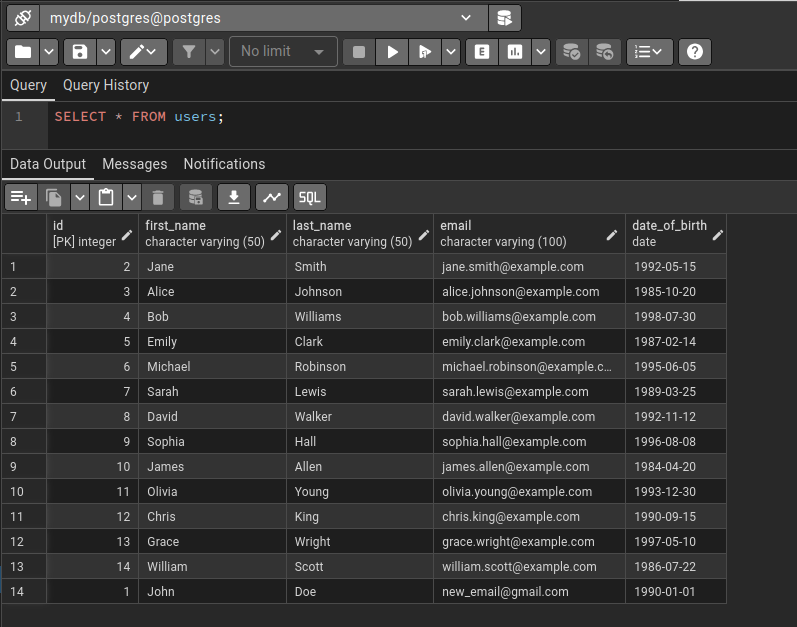 mydb/postgres@postgres
No limit
E
Query Query History
1 SELECT * FROM users;
Data Output Messages Notifications
SQL
id first_name last_name email date_of_birth
[PK] integer character varying (50) character varying (50) character varying (100) date
1 2 Jane Smith jane.smith@example.com 1992-05-15
2 3 Alice Johnson alice.johnson@example.com 1985-10-20
3 4 Bob Williams bob.williams@example.com 1998-07-30
4 5 Emily Clark emily.clark@example.com 1987-02-14
5 6 Michael Robinson michael.robinson@example.c... 1995-06-05
6 7 Sarah Lewis sarah.lewis@example.com 1989-03-25
7 8 David Walker david.walker@example.com 1992-11-12
8 9 Sophia Hall sophia.hall@example.com 1996-08-08
9 10 James Allen james.allen@example.com 1984-04-20
10 11 Olivia Young olivia.young@example.com 1993-12-30
11 12 Chris King chris.king@example.com 1990-09-15
12 13 Grace Wright grace.wright@example.com 1997-05-10
13 14 William Scott william.scott@example.com 1986-07-22
14 1 John Doe new_email@gmail.com 1990-01-01